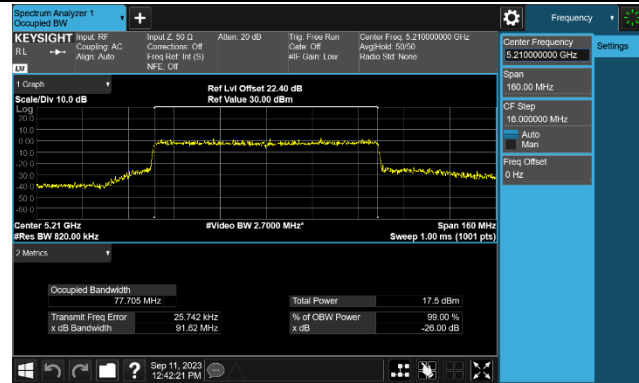 Spectrum Analyzer 1
Occupied BW
Frequency
KEYSIGHT
RL
LXI
Input: RF
Coupling: AC
Align: Auto
Input Z: 50 Ω
Corrections: Off
Freq Ref: Int (S)
NFE: Off
Atten: 20 dB
Trig: Free Run
Gate: Off
#IF Gain: Low
Center Freq: 5.210000000 GHz
Avg|Hold: 50/50
Radio Std: None
Center Frequency
5.210000000 GHz
Settings
Span
160.00 MHz
CF Step
16.000000 MHz
Auto
Man
Freq Offset
0 Hz
1 Graph
Scale/Div 10.0 dB
Ref Lvl Offset 22.40 dB
Ref Value 30.00 dBm
Log
20.0
10.0
0.00
-10.0
-20.0
-30.0
-40.0
-50.0
-60.0
Center 5.21 GHz
#Res BW 820.00 kHz
#Video BW 2.7000 MHz*
Span 160 MHz
Sweep 1.00 ms (1001 pts)
2 Metrics
Occupied Bandwidth
77.705 MHz
Total Power 17.5 dBm
Transmit Freq Error 25.742 kHz
% of OBW Power 99.00 %
x dB Bandwidth 91.62 MHz
x dB -26.00 dB
Sep 11, 2023
12:42:21 PM